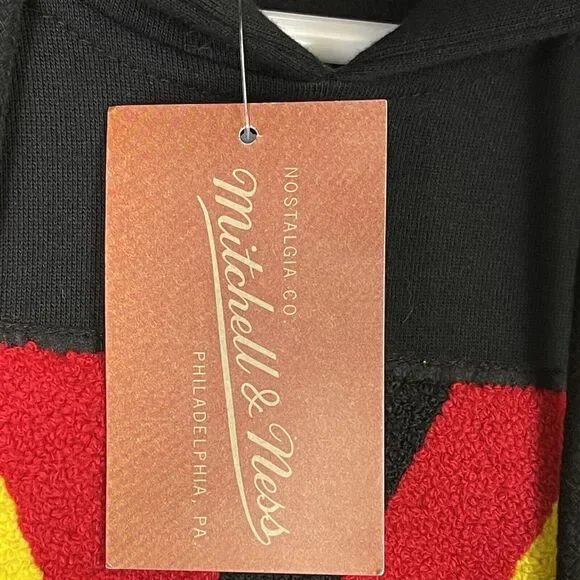 NOSTALGIA CO.
Mitchell & Ness
PHILADELPHIA, PA.